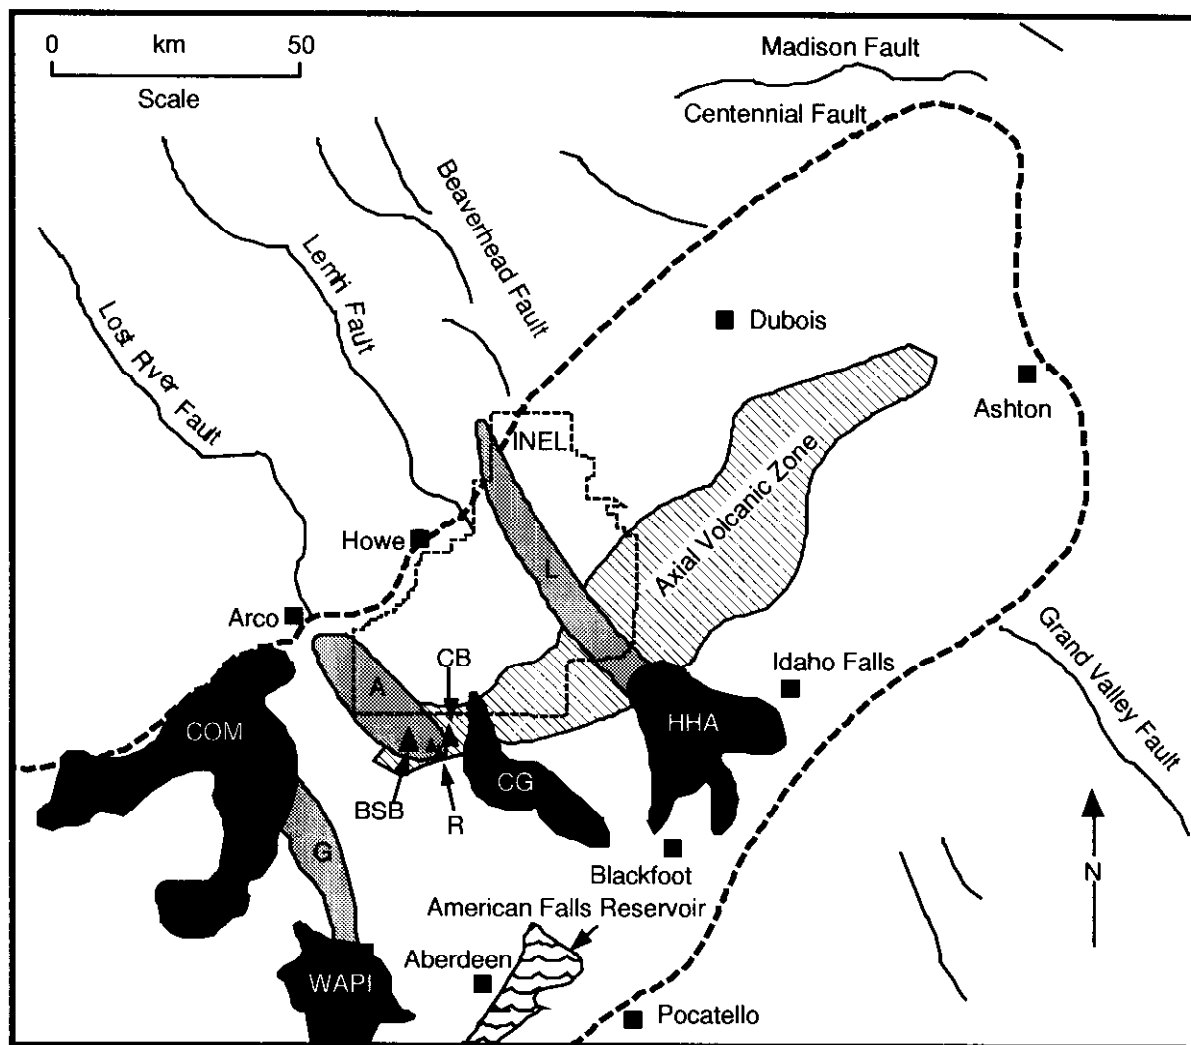 0 km 50
Scale
Madison Fault
Centennial Fault
Beaverhead Fault
Lemhi Fault
Lost River Fault
Dubois
Ashton
INEL
Axial Volcanic Zone
Howe
L
Arco
CB
Idaho Falls
Grand Valley Fault
A
COM
HHA
CG
BSB
R
G
Blackfoot
N
American Falls Reservoir
Aberdeen
WAPI
Pocatello